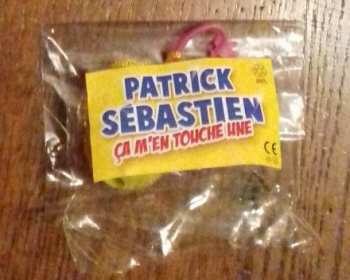 PATRICK
SÉBASTIEN
ÇA M'EN TOUCHE UNE
CE